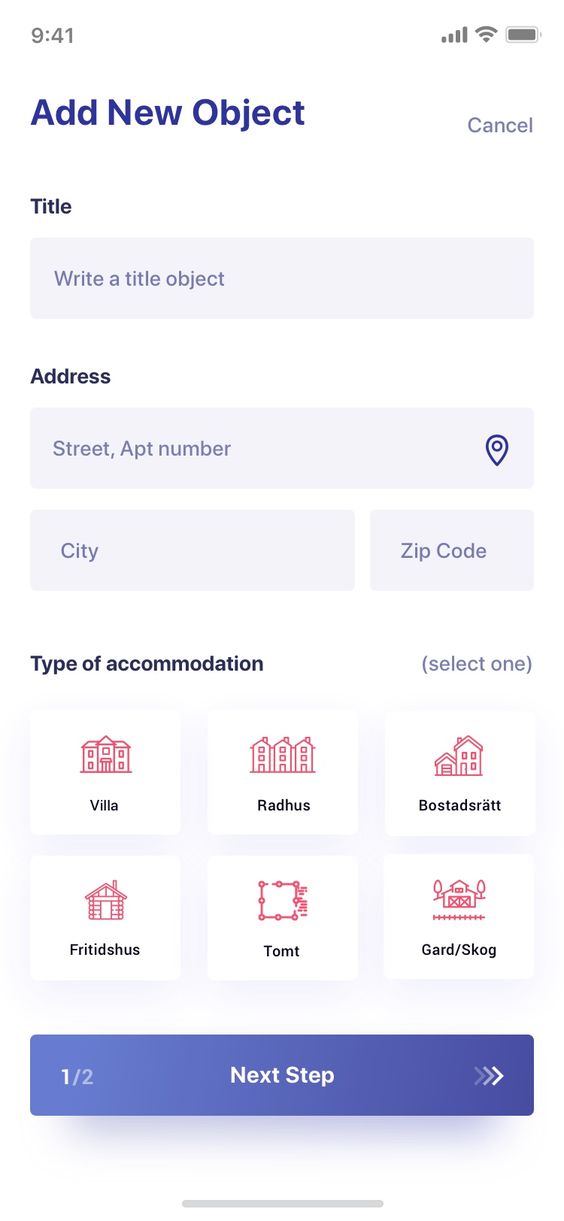 9:41
Add New Object
Cancel
Title
Write a title object
Address
Street, Apt number
City
Zip Code
Type of accommodation
(select one)
Villa
Radhus
Bostadsrätt
Fritidshus
Tomt
Gard/Skog
1/2
Next Step